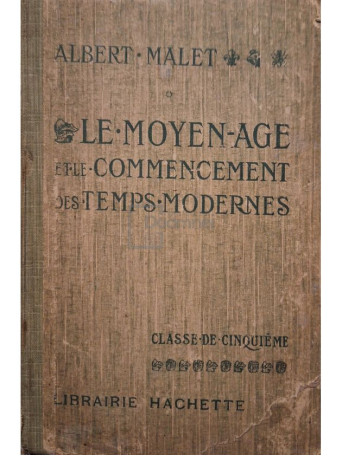 ALBERT·MALET
LE·MOYEN-AGE
ET·LE·COMMENCEMENT
DES·TEMPS·MODERNES
CLASSE·DE·CINQUIÈME
LIBRAIRIE HACHETTE